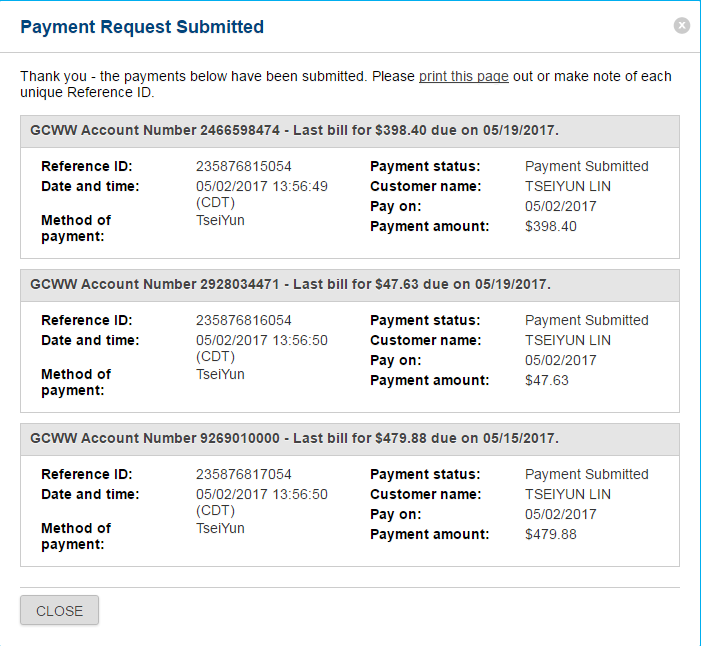 Payment Request Submitted
Thank you - the payments below have been submitted. Please print this page out or make note of each
unique Reference ID.
GCWW Account Number 2466598474 - Last bill for $398.40 due on 05/19/2017.
Reference ID: 235876815054 Payment status: Payment Submitted
Date and time: 05/02/2017 13:56:49 Customer name: TSEIYUN LIN
(CDT) Pay on: 05/02/2017
Method of TseiYun Payment amount: $398.40
payment:
GCWW Account Number 2928034471 - Last bill for $47.63 due on 05/19/2017.
Reference ID: 235876816054 Payment status: Payment Submitted
Date and time: 05/02/2017 13:56:50 Customer name: TSEIYUN LIN
(CDT) Pay on: 05/02/2017
Method of TseiYun Payment amount: $47.63
payment:
GCWW Account Number 9269010000 - Last bill for $479.88 due on 05/15/2017.
Reference ID: 235876817054 Payment status: Payment Submitted
Date and time: 05/02/2017 13:56:50 Customer name: TSEIYUN LIN
(CDT) Pay on: 05/02/2017
Method of TseiYun Payment amount: $479.88
payment:
CLOSE